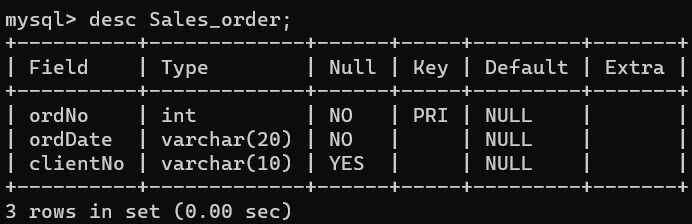 mysql> desc Sales_order;
+----------+-------------+------+-----+---------+-------+
| Field    | Type        | Null | Key | Default | Extra |
+----------+-------------+------+-----+---------+-------+
| ordNo    | int         | NO   | PRI | NULL    |       |
| ordDate  | varchar(20) | NO   |     | NULL    |       |
| clientNo | varchar(10) | YES  |     | NULL    |       |
+----------+-------------+------+-----+---------+-------+
3 rows in set (0.00 sec)